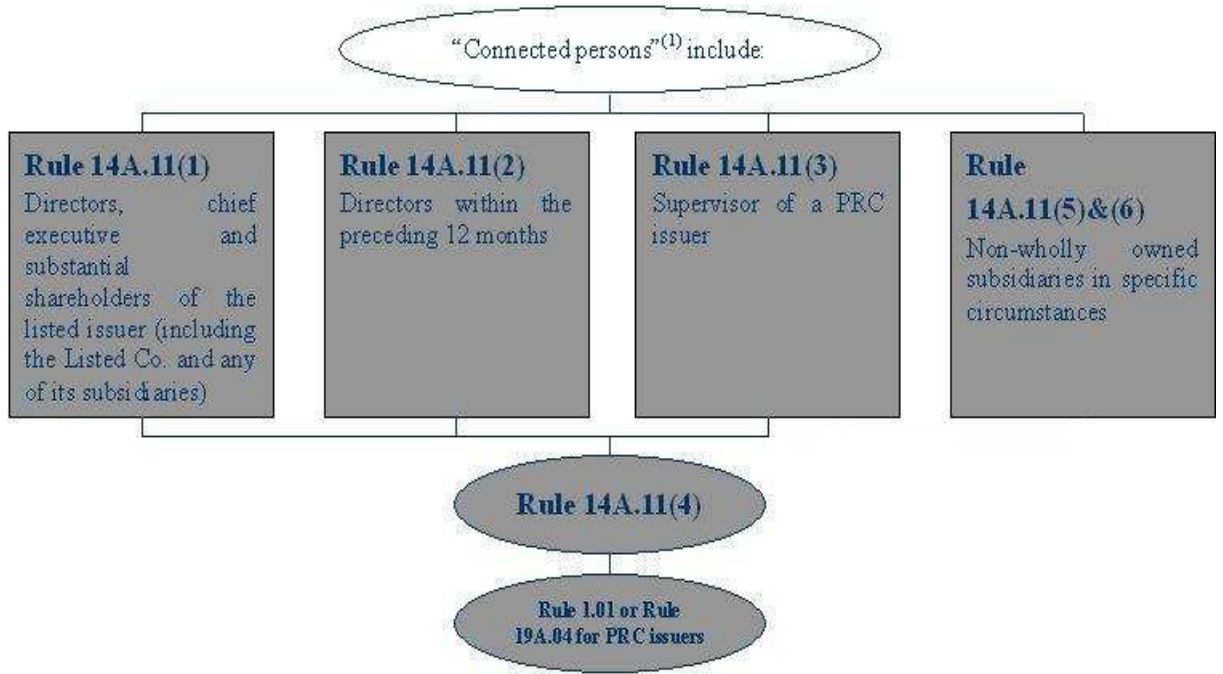 “Connected persons”(1) include:
Rule 14A.11(1)
Directors, chief
executive and
substantial
shareholders of the
listed issuer (including
the Listed Co. and any
of its subsidiaries)
Rule 14A.11(2)
Directors within the
preceding 12 months
Rule 14A.11(3)
Supervisor of a PRC
issuer
Rule
14A.11(5)&(6)
Non-wholly owned
subsidiaries in specific
circumstances
Rule 14A.11(4)
Rule 1.01 or Rule
19A.04 for PRC issuers